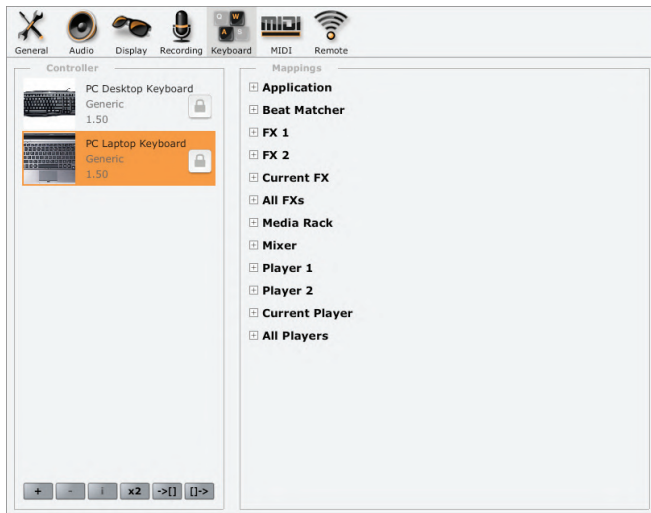 Q W
A S
MIDI
General Audio Display Recording Keyboard MIDI Remote
Controller
PC Desktop Keyboard
Generic
1.50
PC Laptop Keyboard
Generic
1.50
+ - i x2 ->[] []->
Mappings
Application
Beat Matcher
FX 1
FX 2
Current FX
All FXs
Media Rack
Mixer
Player 1
Player 2
Current Player
All Players